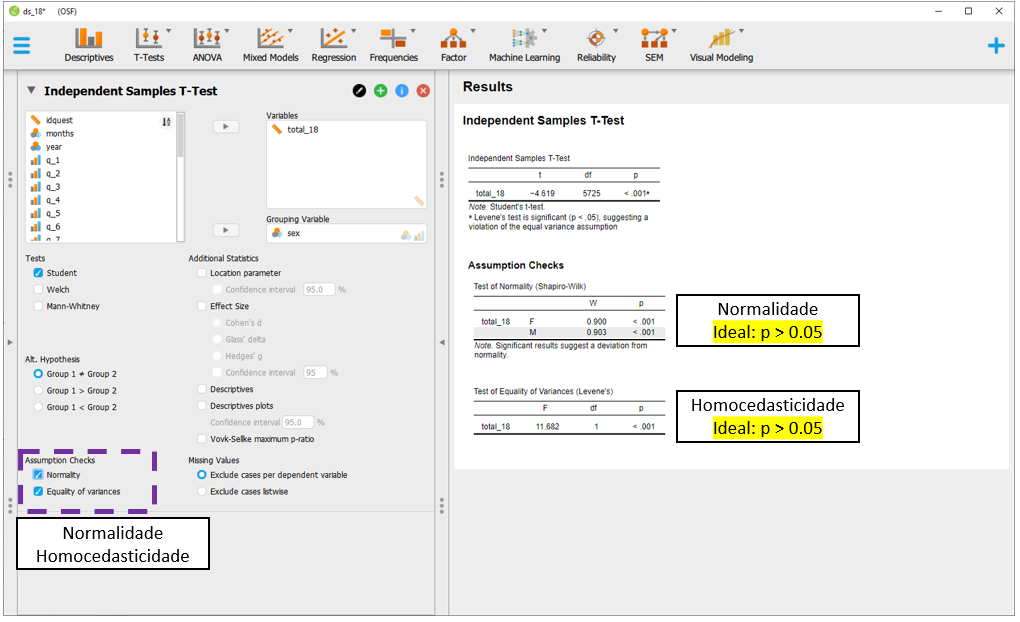 ds_18* (OSF)
Descriptives
T-Tests
ANOVA
Mixed Models
Regression
Frequencies
Factor
Machine Learning
Reliability
SEM
Visual Modeling
Independent Samples T-Test
idquest
months
year
q_1
q_2
q_3
q_4
q_5
q_6
q_7
Variables
total_18
Grouping Variable
sex
Tests
Student
Welch
Mann-Whitney
Alt. Hypothesis
Group 1 ≠ Group 2
Group 1 > Group 2
Group 1 < Group 2
Assumption Checks
Normality
Equality of variances
Normalidade
Homocedasticidade
Additional Statistics
Location parameter
Confidence interval 95.0 %
Effect Size
Cohen's d
Glass' delta
Hedges' g
Confidence interval 95 %
Descriptives
Descriptives plots
Confidence interval 95.0 %
Vovk-Sellke maximum p-ratio
Missing Values
Exclude cases per dependent variable
Exclude cases listwise
Results
Independent Samples T-Test
Independent Samples T-Test
t df p
total_18 −4.619 5725 < .001ᵃ
Note. Student's t-test.
ᵃ Levene's test is significant (p < .05), suggesting a
violation of the equal variance assumption
Assumption Checks
Test of Normality (Shapiro-Wilk)
W p
total_18 F 0.900 < .001
M 0.903 < .001
Note. Significant results suggest a deviation from
normality.
Normalidade
Ideal: p > 0.05
Test of Equality of Variances (Levene's)
F df p
total_18 11.682 1 < .001
Homocedasticidade
Ideal: p > 0.05